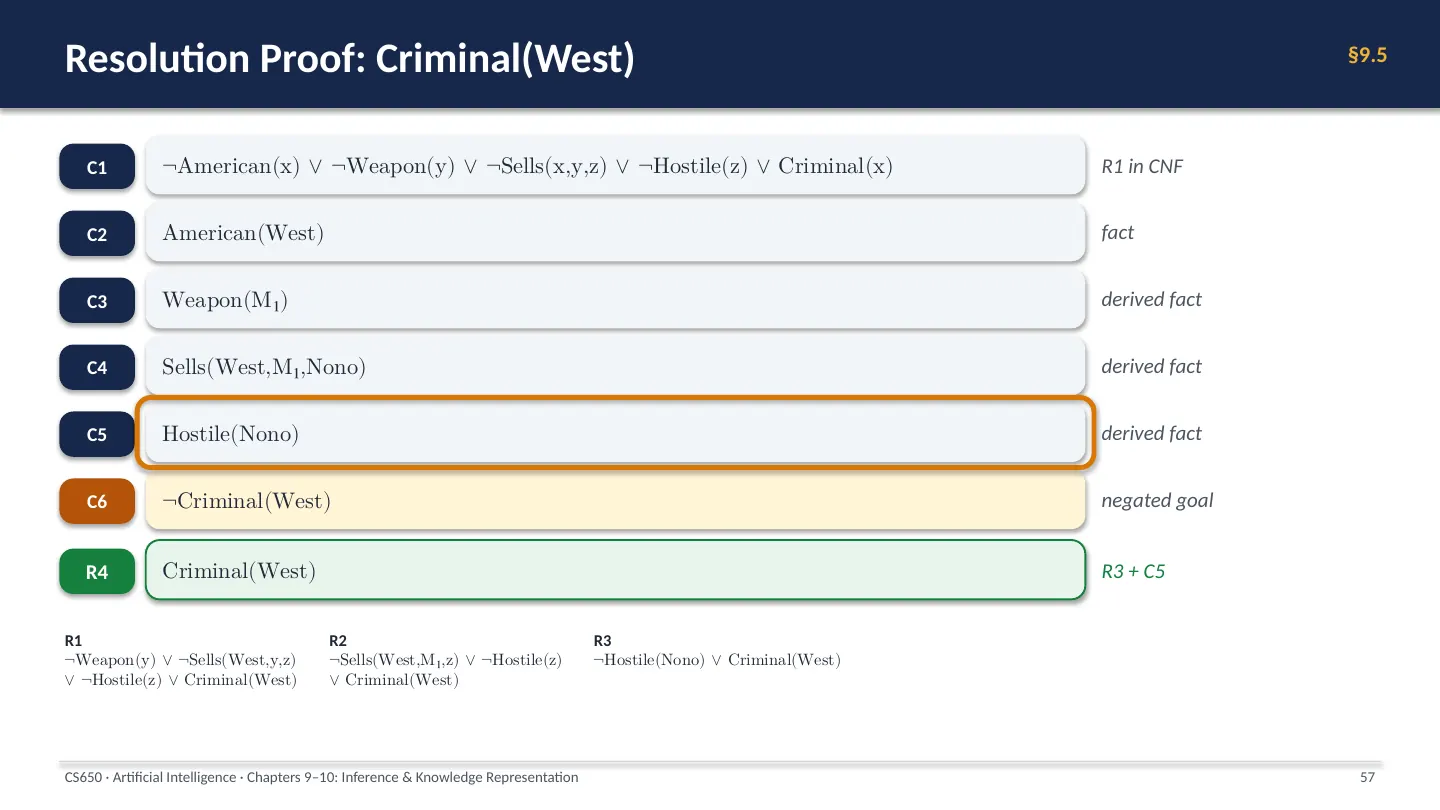 Resolution Proof: Criminal(West)
§9.5
C1 ¬American(x) ∨ ¬Weapon(y) ∨ ¬Sells(x,y,z) ∨ ¬Hostile(z) ∨ Criminal(x) R1 in CNF
C2 American(West) fact
C3 Weapon(M₁) derived fact
C4 Sells(West,M₁,Nono) derived fact
C5 Hostile(Nono) derived fact
C6 ¬Criminal(West) negated goal
R4 Criminal(West) R3 + C5
R1
¬Weapon(y) ∨ ¬Sells(West,y,z)
∨ ¬Hostile(z) ∨ Criminal(West)
R2
¬Sells(West,M₁,z) ∨ ¬Hostile(z)
∨ Criminal(West)
R3
¬Hostile(Nono) ∨ Criminal(West)
CS650 · Artificial Intelligence · Chapters 9–10: Inference & Knowledge Representation
57